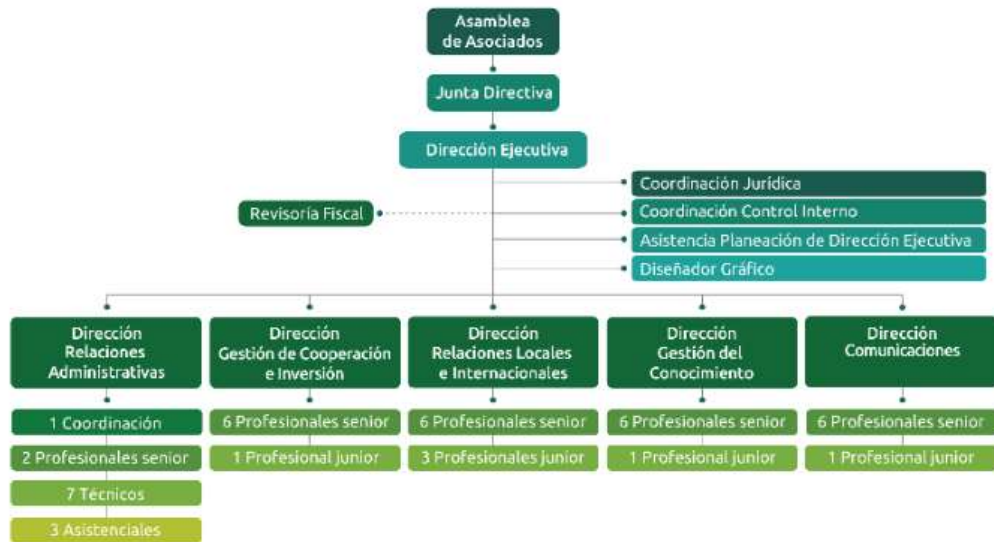 Asamblea
de Asociados
Junta Directiva
Dirección Ejecutiva
Coordinación Jurídica
Revisoría Fiscal
Coordinación Control Interno
Asistencia Planeación de Dirección Ejecutiva
Diseñador Gráfico
Dirección
Relaciones
Administrativas
1 Coordinación
2 Profesionales senior
7 Técnicos
3 Asistenciales
Dirección
Gestión de Cooperación
e Inversión
6 Profesionales senior
1 Profesional junior
Dirección
Relaciones Locales
e Internacionales
6 Profesionales senior
3 Profesionales junior
Dirección
Gestión del
Conocimiento
6 Profesionales senior
1 Profesional junior
Dirección
Comunicaciones
6 Profesionales senior
1 Profesional junior